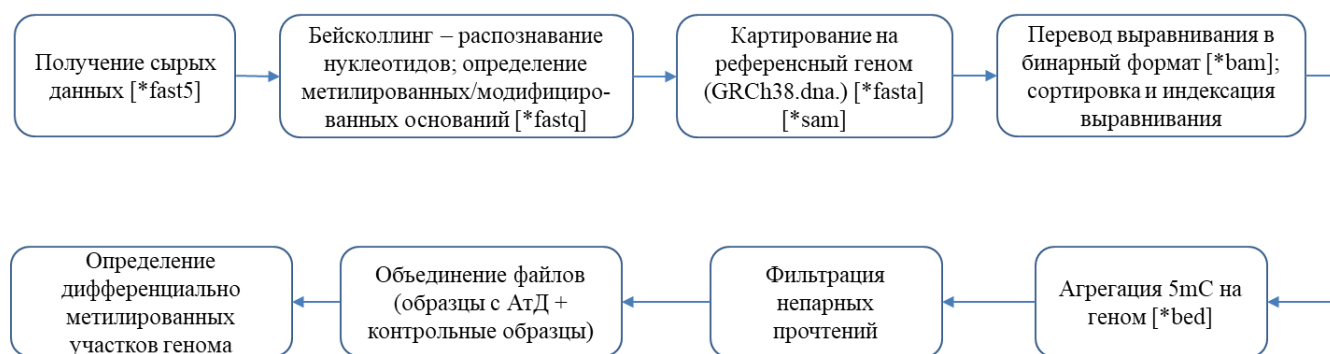 Получение сырых
данных [*fast5]
Бейсколлинг – распознавание
нуклеотидов; определение
метилированных/модифициро-
ванных оснований [*fastq]
Картирование на
референсный геном
(GRCh38.dna.) [*fasta]
[*sam]
Перевод выравнивания в
бинарный формат [*bam];
сортировка и индексация
выравнивания
Агрегация 5mC на
геном [*bed]
Фильтрация
непарных
прочтений
Объединение файлов
(образцы с АтД +
контрольные образцы)
Определение
дифференциально
метилированных
участков генома